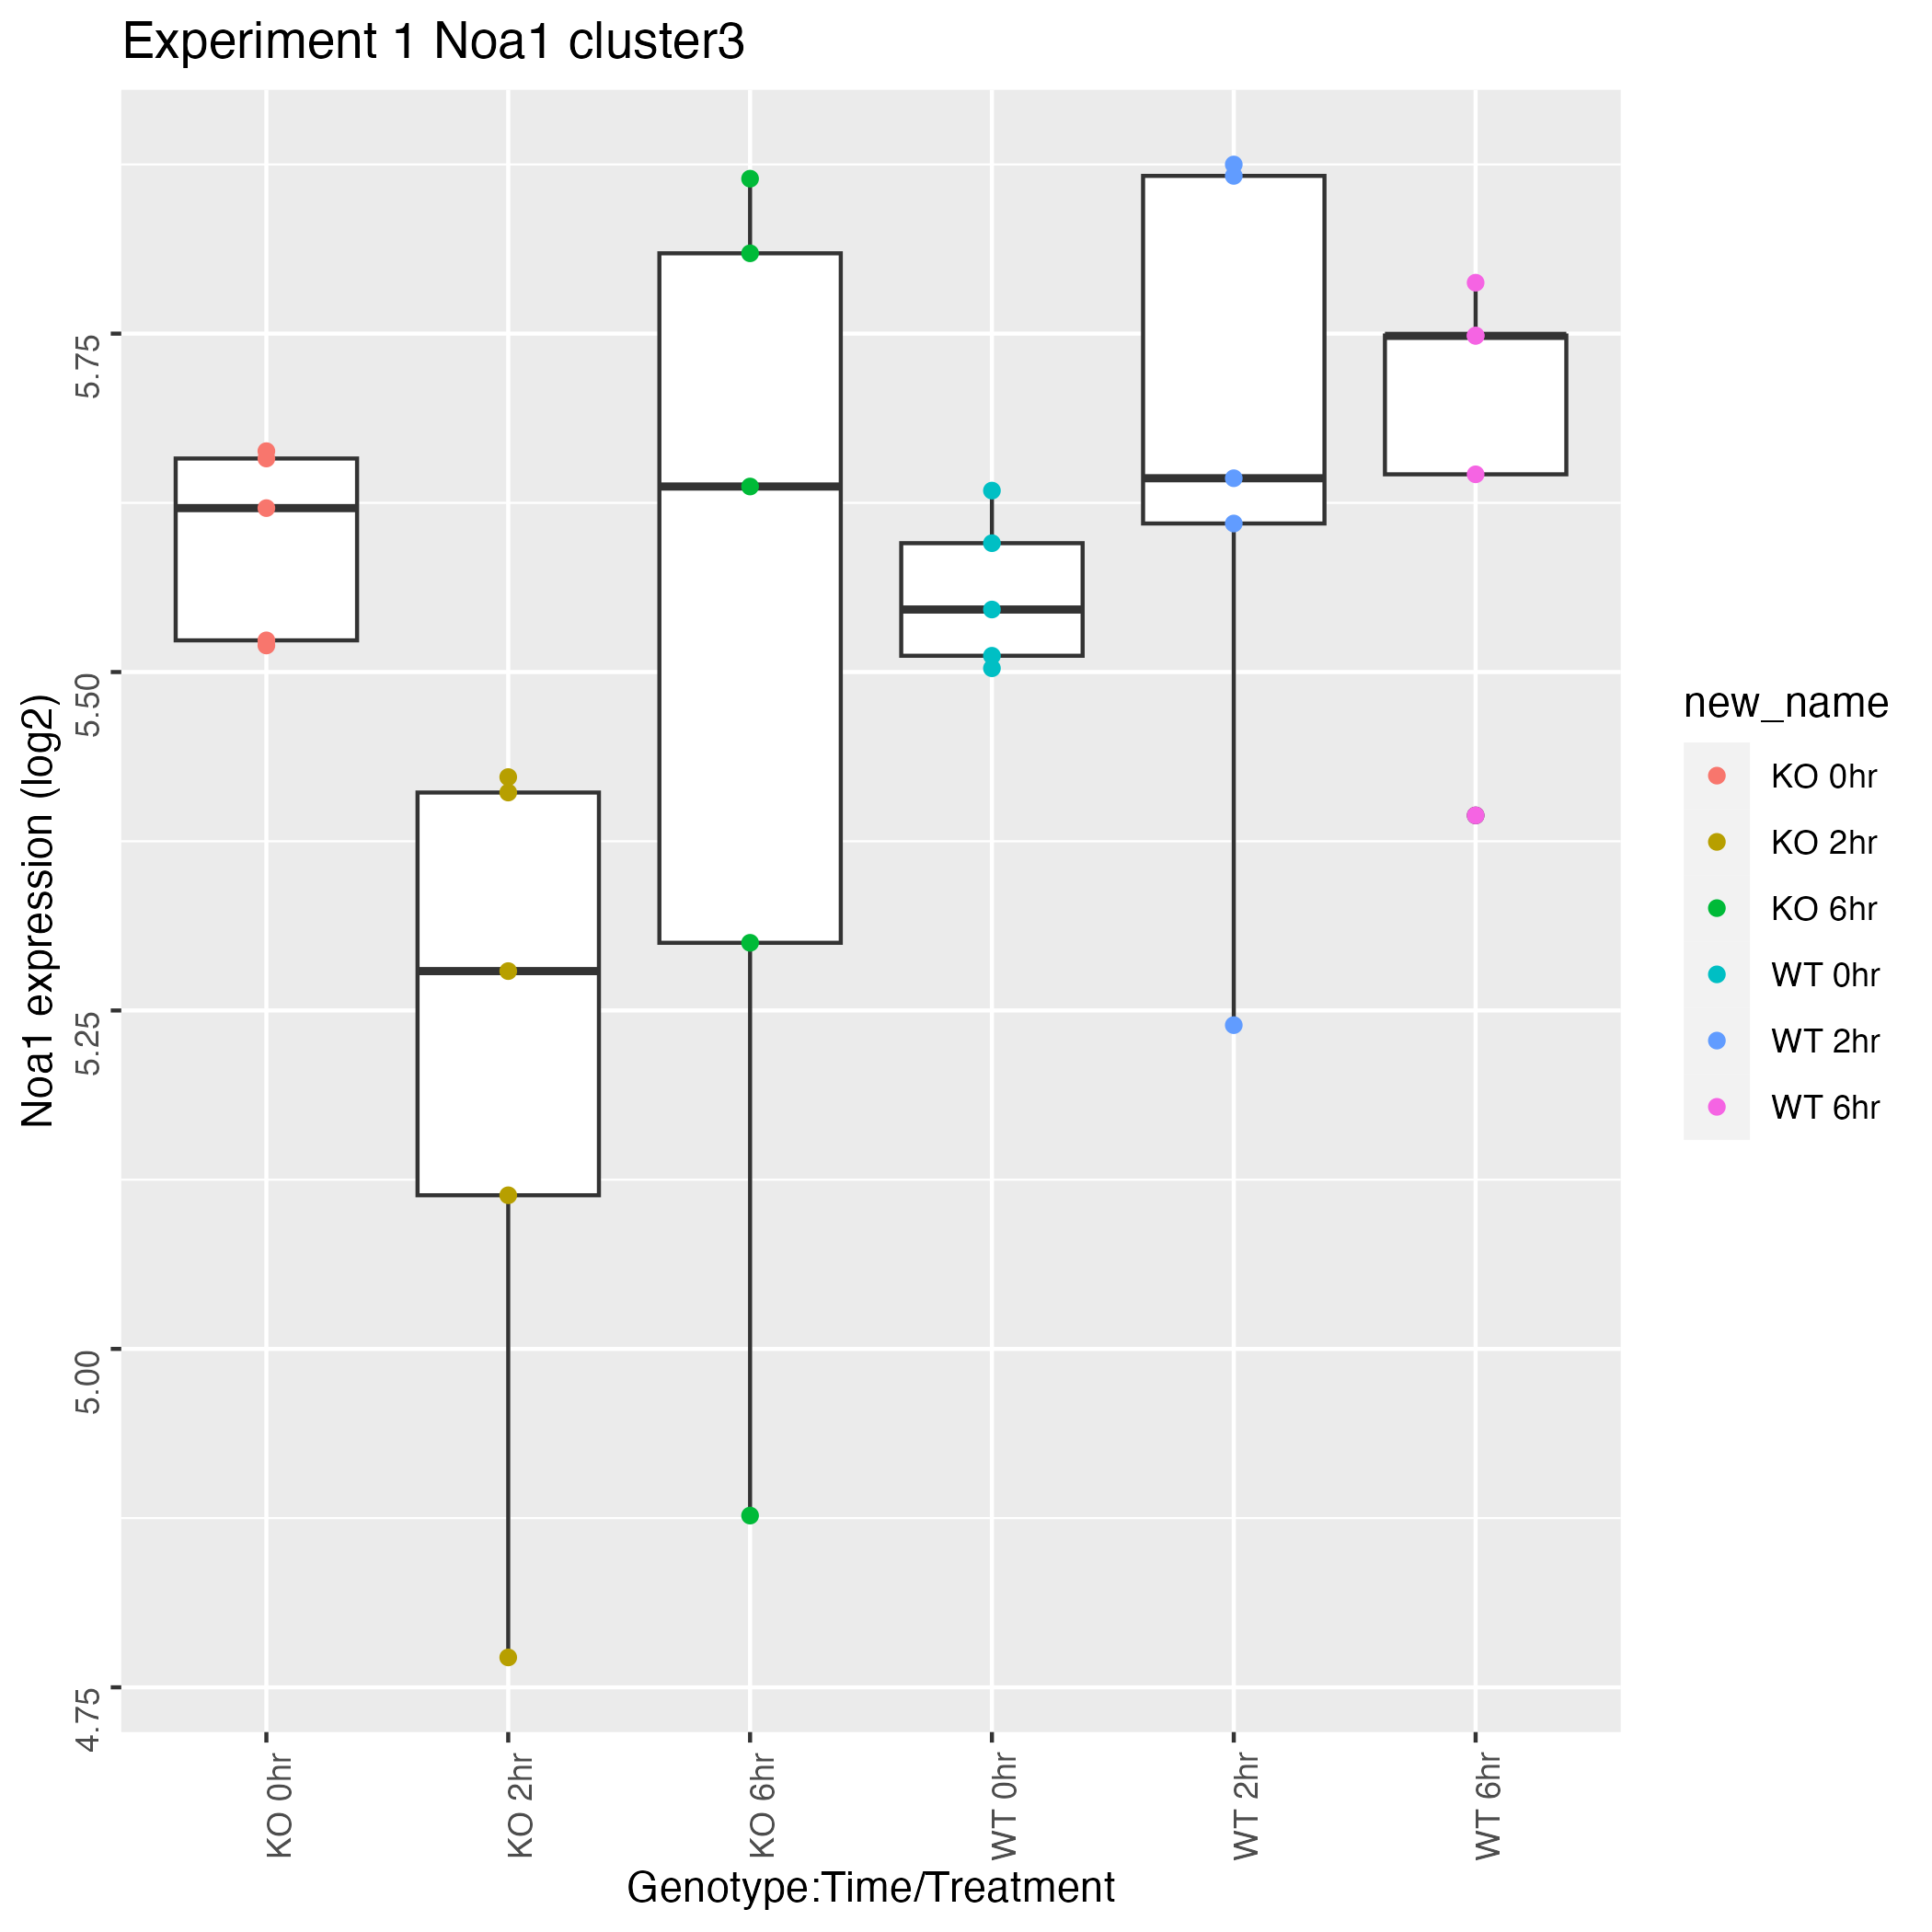 Experiment 1 Noa1 cluster3
Noa1 expression (log2)
5.75
5.50
5.25
5.00
4.75
KO 0hr
KO 2hr
KO 6hr
WT 0hr
WT 2hr
WT 6hr
Genotype:Time/Treatment
new_name
KO 0hr
KO 2hr
KO 6hr
WT 0hr
WT 2hr
WT 6hr